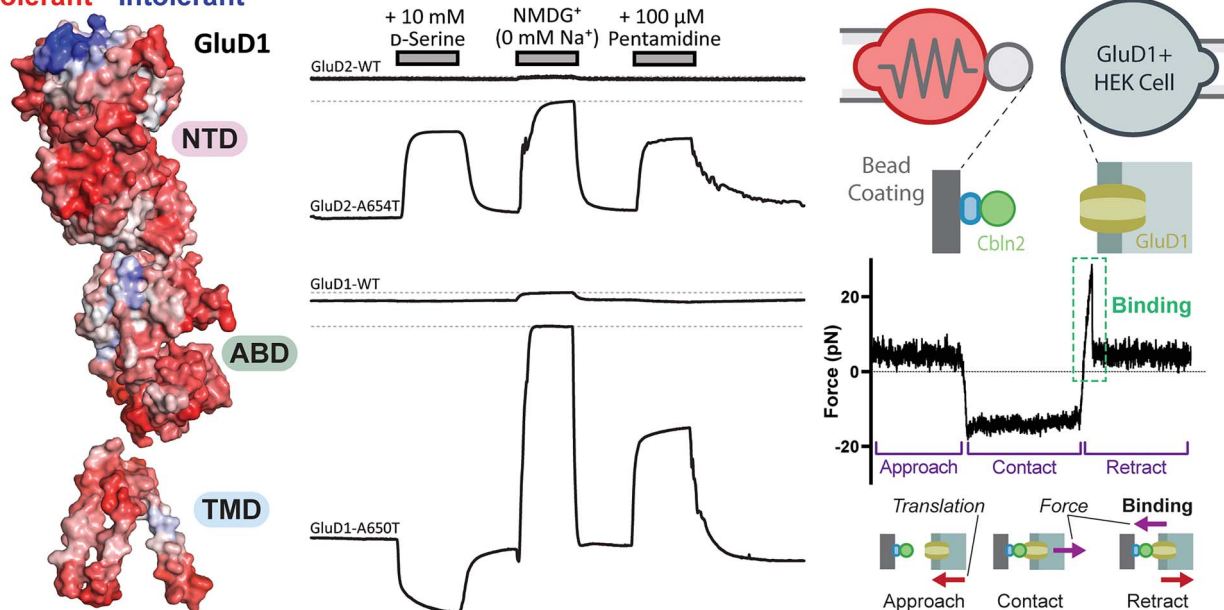 GluD1
NTD
ABD
TMD
+ 10 mM
D-Serine
NMDG⁺
(0 mM Na⁺)
+ 100 µM
Pentamidine
GluD2-WT
GluD2-A654T
GluD1-WT
GluD1-A650T
GluD1+
HEK Cell
Bead
Coating
Cbln2
GluD1
Force (pN)
20
0
-20
Binding
Approach
Contact
Retract
Translation
Force
Binding
Approach
Contact
Retract